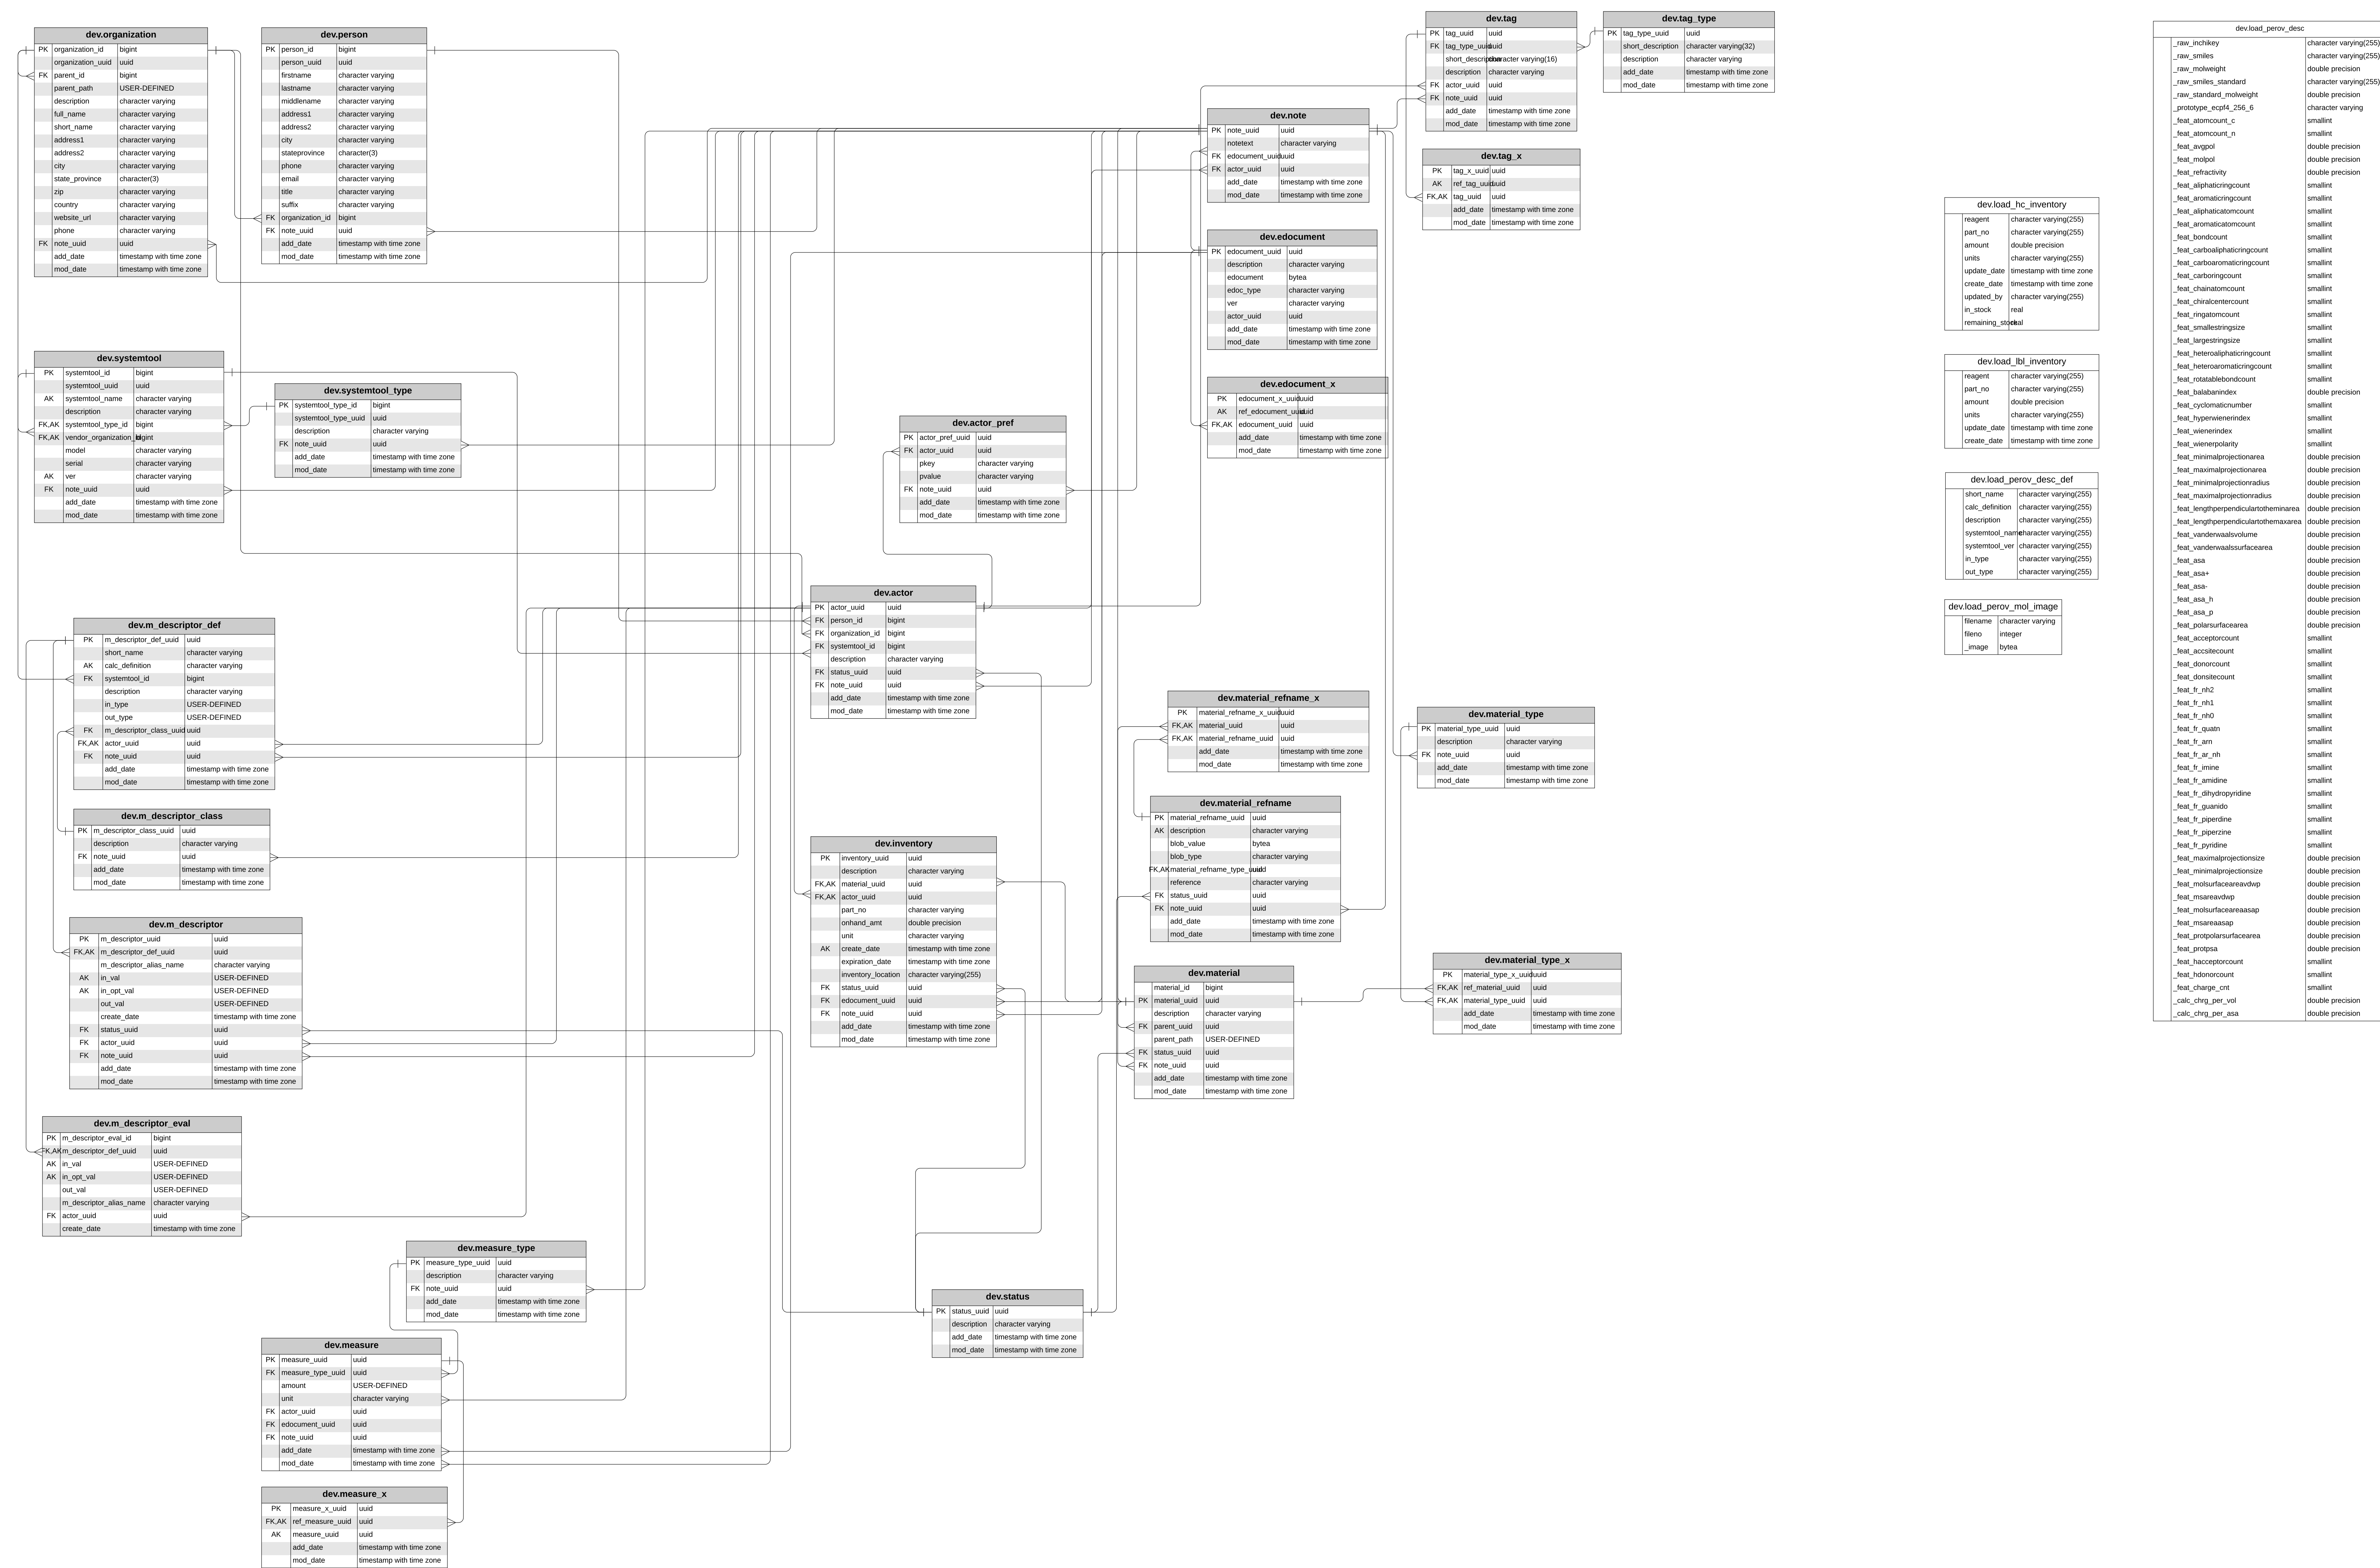 dev.organization
PK organization_id bigint
organization_uuid uuid
FK parent_id bigint
parent_path USER-DEFINED
description character varying
full_name character varying
short_name character varying
address1 character varying
address2 character varying
city character varying
state_province character(3)
zip character varying
country character varying
website_url character varying
phone character varying
FK note_uuid uuid
add_date timestamp with time zone
mod_date timestamp with time zone
dev.person
PK person_id bigint
person_uuid uuid
firstname character varying
lastname character varying
middlename character varying
address1 character varying
address2 character varying
city character varying
stateprovince character(3)
phone character varying
email character varying
title character varying
suffix character varying
FK organization_id bigint
FK note_uuid uuid
add_date timestamp with time zone
mod_date timestamp with time zone
dev.systemtool
PK systemtool_id bigint
systemtool_uuid uuid
AK systemtool_name character varying
description character varying
FK,AK systemtool_type_id bigint
FK,AK vendor_organization_id bigint
model character varying
serial character varying
AK ver character varying
FK note_uuid uuid
add_date timestamp with time zone
mod_date timestamp with time zone
dev.systemtool_type
PK systemtool_type_id bigint
systemtool_type_uuid uuid
description character varying
FK note_uuid uuid
add_date timestamp with time zone
mod_date timestamp with time zone
dev.m_descriptor_def
PK m_descriptor_def_uuid uuid
short_name character varying
AK calc_definition character varying
FK systemtool_id bigint
description character varying
in_type USER-DEFINED
out_type USER-DEFINED
FK m_descriptor_class_uuid uuid
FK,AK actor_uuid uuid
FK note_uuid uuid
add_date timestamp with time zone
mod_date timestamp with time zone
dev.m_descriptor_class
PK m_descriptor_class_uuid uuid
description character varying
FK note_uuid uuid
add_date timestamp with time zone
mod_date timestamp with time zone
dev.m_descriptor
PK m_descriptor_uuid uuid
FK,AK m_descriptor_def_uuid uuid
m_descriptor_alias_name character varying
AK in_val USER-DEFINED
AK in_opt_val USER-DEFINED
out_val USER-DEFINED
create_date timestamp with time zone
FK status_uuid uuid
FK actor_uuid uuid
FK note_uuid uuid
add_date timestamp with time zone
mod_date timestamp with time zone
dev.m_descriptor_eval
PK m_descriptor_eval_id bigint
FK,AK m_descriptor_def_uuid uuid
AK in_val USER-DEFINED
AK in_opt_val USER-DEFINED
out_val USER-DEFINED
m_descriptor_alias_name character varying
FK actor_uuid uuid
create_date timestamp with time zone
dev.measure_type
PK measure_type_uuid uuid
description character varying
FK note_uuid uuid
add_date timestamp with time zone
mod_date timestamp with time zone
dev.measure
PK measure_uuid uuid
FK measure_type_uuid uuid
amount USER-DEFINED
unit character varying
FK actor_uuid uuid
FK edocument_uuid uuid
FK note_uuid uuid
add_date timestamp with time zone
mod_date timestamp with time zone
dev.measure_x
PK measure_x_uuid uuid
FK,AK ref_measure_uuid uuid
AK measure_uuid uuid
add_date timestamp with time zone
mod_date timestamp with time zone
dev.actor_pref
PK actor_pref_uuid uuid
FK actor_uuid uuid
pkey character varying
pvalue character varying
FK note_uuid uuid
add_date timestamp with time zone
mod_date timestamp with time zone
dev.actor
PK actor_uuid uuid
FK person_id bigint
FK organization_id bigint
FK systemtool_id bigint
description character varying
FK status_uuid uuid
FK note_uuid uuid
add_date timestamp with time zone
mod_date timestamp with time zone
dev.inventory
PK inventory_uuid uuid
description character varying
FK,AK material_uuid uuid
FK,AK actor_uuid uuid
part_no character varying
onhand_amt double precision
unit character varying
AK create_date timestamp with time zone
expiration_date timestamp with time zone
inventory_location character varying(255)
FK status_uuid uuid
FK edocument_uuid uuid
FK note_uuid uuid
add_date timestamp with time zone
mod_date timestamp with time zone
dev.status
PK status_uuid uuid
description character varying
add_date timestamp with time zone
mod_date timestamp with time zone
dev.note
PK note_uuid uuid
notetext character varying
FK edocument_uuid uuid
FK actor_uuid uuid
add_date timestamp with time zone
mod_date timestamp with time zone
dev.edocument
PK edocument_uuid uuid
description character varying
edocument bytea
edoc_type character varying
ver character varying
actor_uuid uuid
add_date timestamp with time zone
mod_date timestamp with time zone
dev.edocument_x
PK edocument_x_uuid uuid
AK ref_edocument_uuid uuid
FK,AK edocument_uuid uuid
add_date timestamp with time zone
mod_date timestamp with time zone
dev.tag
PK tag_uuid uuid
FK tag_type_uuid uuid
short_description character varying(16)
description character varying
FK actor_uuid uuid
FK note_uuid uuid
add_date timestamp with time zone
mod_date timestamp with time zone
dev.tag_type
PK tag_type_uuid uuid
short_description character varying(32)
description character varying
add_date timestamp with time zone
mod_date timestamp with time zone
dev.tag_x
PK tag_x_uuid uuid
AK ref_tag_uuid uuid
FK,AK tag_uuid uuid
add_date timestamp with time zone
mod_date timestamp with time zone
dev.material_refname_x
PK material_refname_x_uuid uuid
FK,AK material_uuid uuid
FK,AK material_refname_uuid uuid
add_date timestamp with time zone
mod_date timestamp with time zone
dev.material_type
PK material_type_uuid uuid
description character varying
FK note_uuid uuid
add_date timestamp with time zone
mod_date timestamp with time zone
dev.material_refname
PK material_refname_uuid uuid
AK description character varying
blob_value bytea
blob_type character varying
FK,AK material_refname_type_uuid uuid
reference character varying
FK status_uuid uuid
FK note_uuid uuid
add_date timestamp with time zone
mod_date timestamp with time zone
dev.material
material_id bigint
PK material_uuid uuid
description character varying
FK parent_uuid uuid
parent_path USER-DEFINED
FK status_uuid uuid
FK note_uuid uuid
add_date timestamp with time zone
mod_date timestamp with time zone
dev.material_type_x
PK material_type_x_uuid uuid
FK,AK ref_material_uuid uuid
FK,AK material_type_uuid uuid
add_date timestamp with time zone
mod_date timestamp with time zone
dev.load_hc_inventory
reagent character varying(255)
part_no character varying(255)
amount double precision
units character varying(255)
update_date timestamp with time zone
create_date timestamp with time zone
updated_by character varying(255)
in_stock real
remaining_stock real
dev.load_lbl_inventory
reagent character varying(255)
part_no character varying(255)
amount double precision
units character varying(255)
update_date timestamp with time zone
create_date timestamp with time zone
dev.load_perov_desc_def
short_name character varying(255)
calc_definition character varying(255)
description character varying(255)
systemtool_name character varying(255)
systemtool_ver character varying(255)
in_type character varying(255)
out_type character varying(255)
dev.load_perov_mol_image
filename character varying
fileno integer
_image bytea
dev.load_perov_desc
_raw_inchikey character varying(255)
_raw_smiles character varying(255)
_raw_molweight double precision
_raw_smiles_standard character varying(255)
_raw_standard_molweight double precision
_prototype_ecpf4_256_6 character varying
_feat_atomcount_c smallint
_feat_atomcount_n smallint
_feat_avgpol double precision
_feat_molpol double precision
_feat_refractivity double precision
_feat_aliphaticringcount smallint
_feat_aromaticringcount smallint
_feat_aliphaticatomcount smallint
_feat_aromaticatomcount smallint
_feat_bondcount smallint
_feat_carboaliphaticringcount smallint
_feat_carboaromaticringcount smallint
_feat_carboringcount smallint
_feat_chainatomcount smallint
_feat_chiralcentercount smallint
_feat_ringatomcount smallint
_feat_smallestringsize smallint
_feat_largestringsize smallint
_feat_heteroaliphaticringcount smallint
_feat_heteroaromaticringcount smallint
_feat_rotatablebondcount smallint
_feat_balabanindex double precision
_feat_cyclomaticnumber smallint
_feat_hyperwienerindex smallint
_feat_wienerindex smallint
_feat_wienerpolarity smallint
_feat_minimalprojectionarea double precision
_feat_maximalprojectionarea double precision
_feat_minimalprojectionradius double precision
_feat_maximalprojectionradius double precision
_feat_lengthperpendiculartotheminarea double precision
_feat_lengthperpendiculartothemaxarea double precision
_feat_vanderwaalsvolume double precision
_feat_vanderwaalssurfacearea double precision
_feat_asa double precision
_feat_asa+ double precision
_feat_asa- double precision
_feat_asa_h double precision
_feat_asa_p double precision
_feat_polarsurfacearea double precision
_feat_acceptorcount smallint
_feat_accsitecount smallint
_feat_donorcount smallint
_feat_donsitecount smallint
_feat_fr_nh2 smallint
_feat_fr_nh1 smallint
_feat_fr_nh0 smallint
_feat_fr_quatn smallint
_feat_fr_arn smallint
_feat_fr_ar_nh smallint
_feat_fr_imine smallint
_feat_fr_amidine smallint
_feat_fr_dihydropyridine smallint
_feat_fr_guanido smallint
_feat_fr_piperdine smallint
_feat_fr_piperzine smallint
_feat_fr_pyridine smallint
_feat_maximalprojectionsize double precision
_feat_minimalprojectionsize double precision
_feat_molsurfaceareavdwp double precision
_feat_msareavdwp double precision
_feat_molsurfaceareaasap double precision
_feat_msareaasap double precision
_feat_protpolarsurfacearea double precision
_feat_protpsa double precision
_feat_hacceptorcount smallint
_feat_hdonorcount smallint
_feat_charge_cnt smallint
_calc_chrg_per_vol double precision
_calc_chrg_per_asa double precision